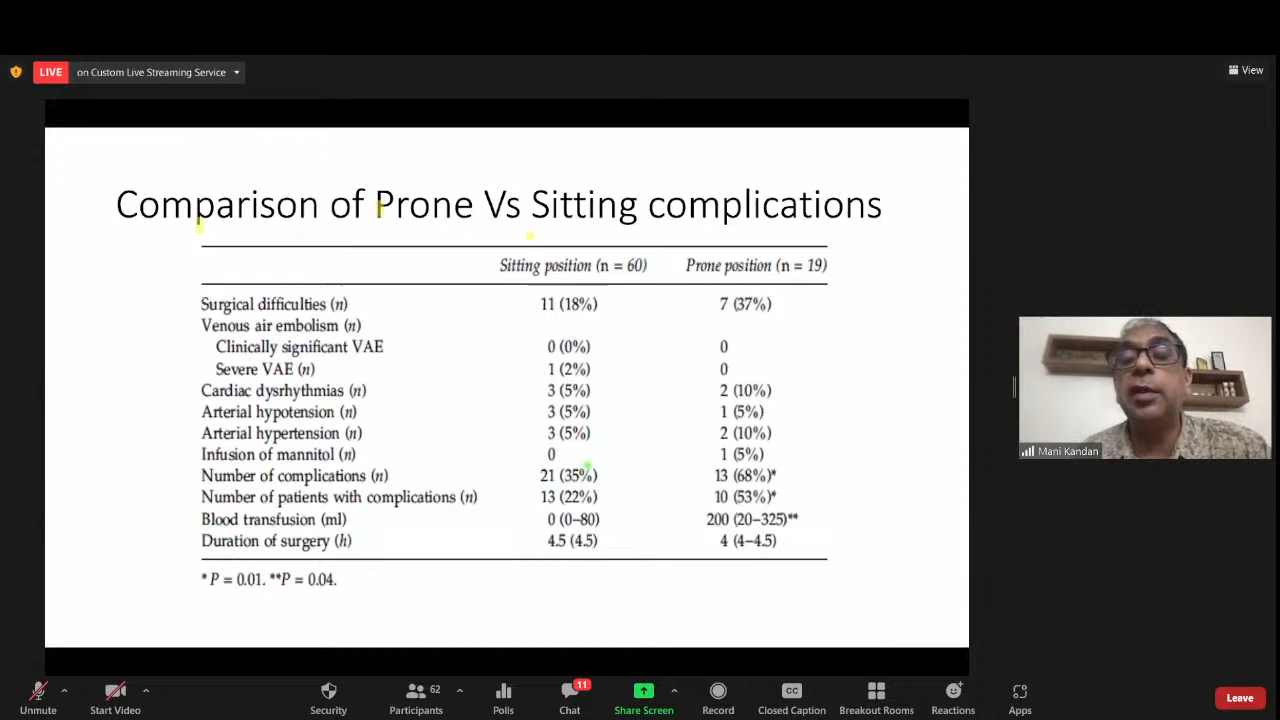 LIVE on Custom Live Streaming Service
View
Comparison of Prone Vs Sitting complications
Sitting position (n = 60) Prone position (n = 19)
Surgical difficulties (n) 11 (18%) 7 (37%)
Venous air embolism (n)
Clinically significant VAE 0 (0%) 0
Severe VAE (n) 1 (2%) 0
Cardiac dysrhythmias (n) 3 (5%) 2 (10%)
Arterial hypotension (n) 3 (5%) 1 (5%)
Arterial hypertension (n) 3 (5%) 2 (10%)
Infusion of mannitol (n) 0 1 (5%)
Number of complications (n) 21 (35%) 13 (68%)*
Number of patients with complications (n) 13 (22%) 10 (53%)*
Blood transfusion (ml) 0 (0–80) 200 (20–325)**
Duration of surgery (h) 4.5 (4.5) 4 (4–4.5)
* P = 0.01. **P = 0.04.
Mani Kandan
62 11
Unmute Start Video Security Participants Polls Chat Share Screen Record Closed Caption Breakout Rooms Reactions Apps Leave